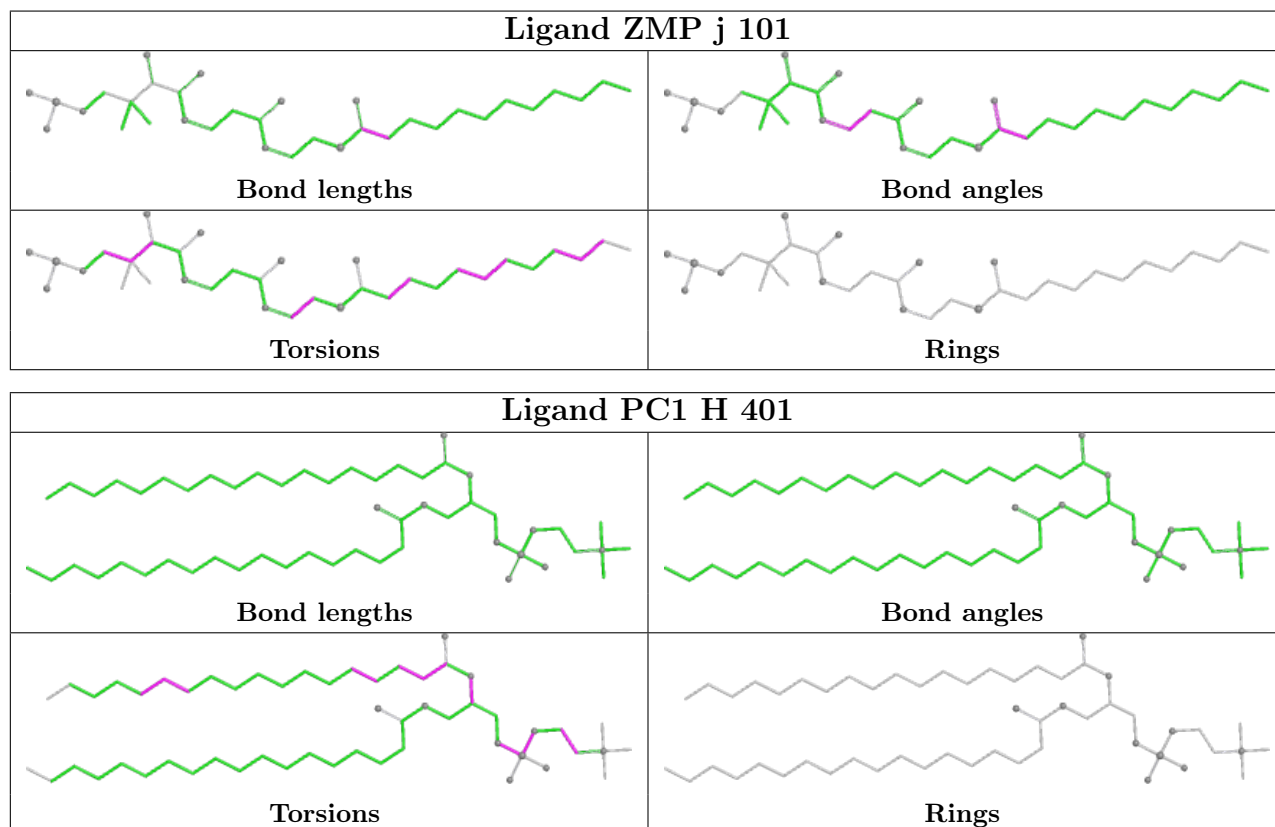 Ligand ZMP j 101
Bond lengths
Bond angles
Torsions
Rings
Ligand PC1 H 401
Bond lengths
Bond angles
Torsions
Rings